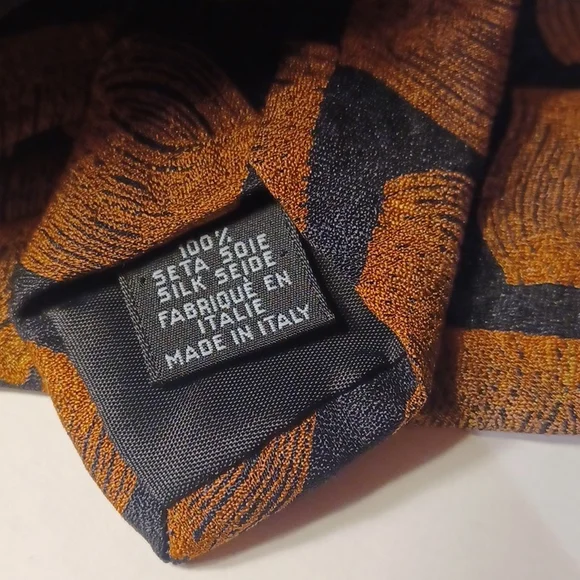 100%
SETA SOIE
SILK SEIDE
FABRIQUÉ EN
ITALIE
MADE IN ITALY